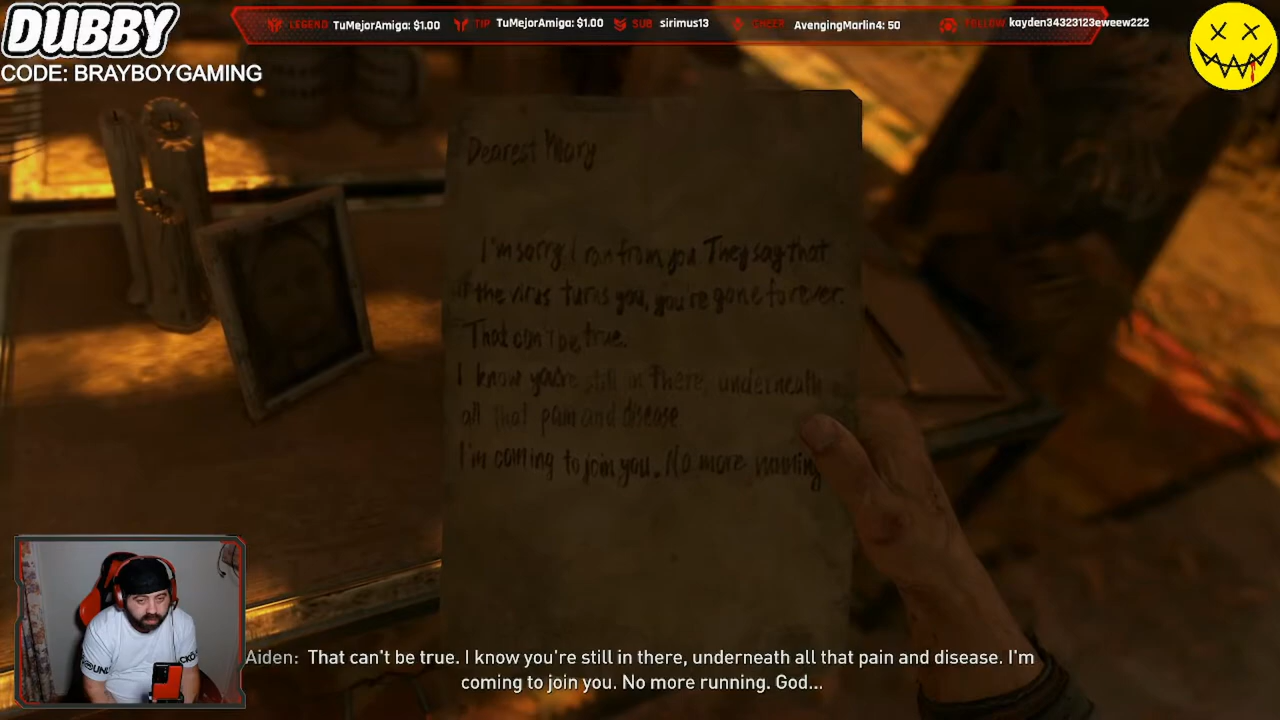 DUBBY
CODE: BRAYBOYGAMING
LEGEND TuMejorAmiga: $1.00 TIP TuMejorAmiga: $1.00 SUB sirimus13 CHEER AvengingMarlin4: 50 FOLLOW kayden34323123eweew222
Dearest Mary
I'm sorry I ran from you They say that
if the virus turns you, you're gone forever.
That can't be true.
I know you're still in there, underneath
all that pain and disease.
I'm coming to join you. No more running
Aiden: That can't be true. I know you're still in there, underneath all that pain and disease. I'm
coming to join you. No more running. God...